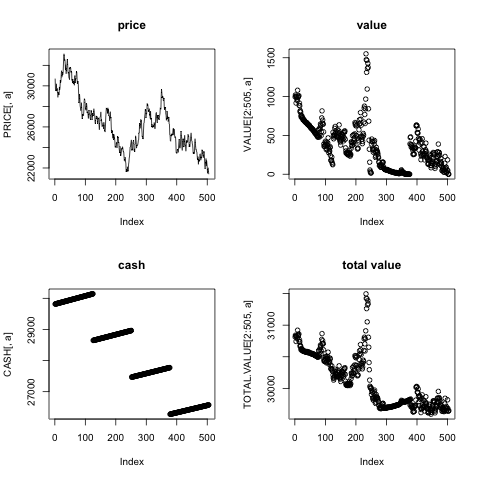 price
value
PRICE[, a]
22000 26000 30000
VALUE[2:505, a]
0 500 1000 1500
0 100 200 300 400 500
0 100 200 300 400 500
Index
Index
cash
total value
CASH[, a]
27000 29000
TOTAL.VALUE[2:505, a]
30000 31000
0 100 200 300 400 500
0 100 200 300 400 500
Index
Index